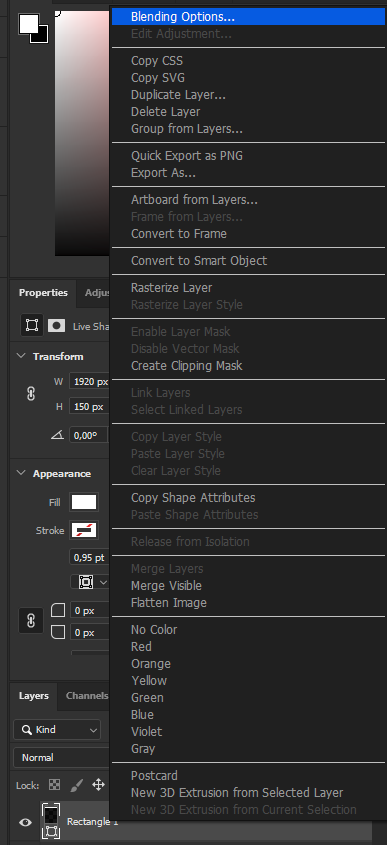 Blending Options...
Edit Adjustment...
Copy CSS
Copy SVG
Duplicate Layer...
Delete Layer
Group from Layers...
Quick Export as PNG
Export As...
Artboard from Layers...
Frame from Layers...
Convert to Frame
Convert to Smart Object
Rasterize Layer
Rasterize Layer Style
Enable Layer Mask
Disable Vector Mask
Create Clipping Mask
Link Layers
Select Linked Layers
Copy Layer Style
Paste Layer Style
Clear Layer Style
Copy Shape Attributes
Paste Shape Attributes
Release from Isolation
Merge Layers
Merge Visible
Flatten Image
No Color
Red
Orange
Yellow
Green
Blue
Violet
Gray
Postcard
New 3D Extrusion from Selected Layer
New 3D Extrusion from Current Selection
Properties Adju
Live Sha
Transform
W 1920 px
H 150 px
0,00°
Appearance
Fill
Stroke
0,95 pt
0 px
0 px
Layers Channels
Kind
Normal
Lock:
Rectangle 1